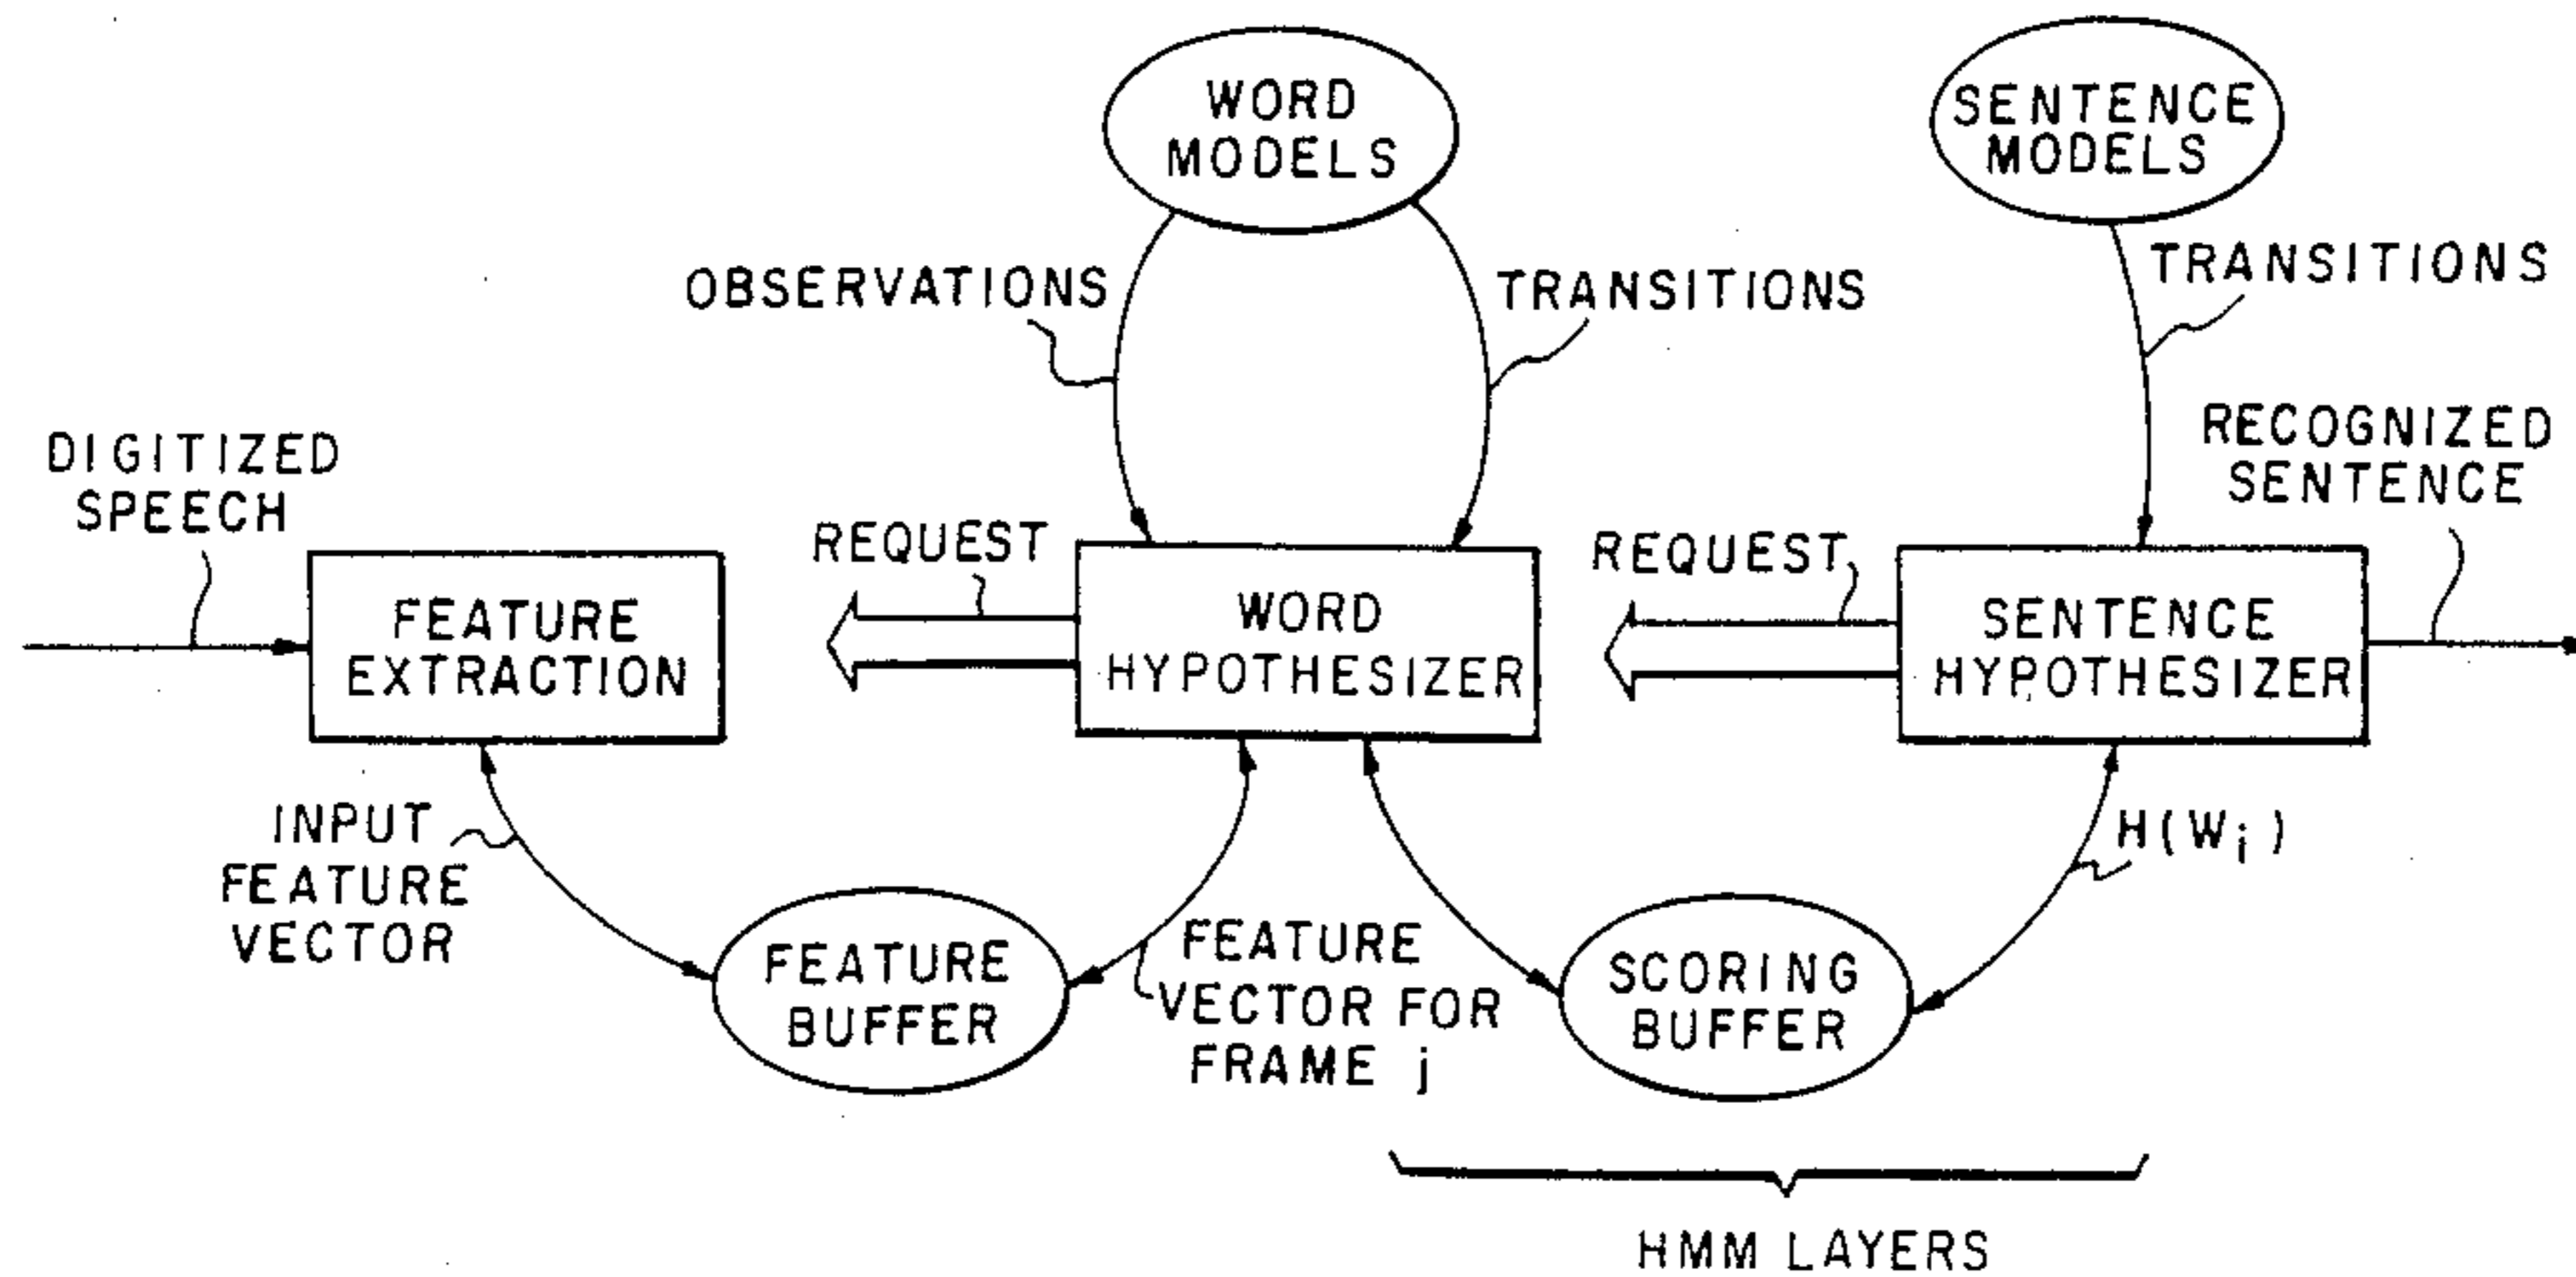 WORD
MODELS
SENTENCE
MODELS
OBSERVATIONS
TRANSITIONS
TRANSITIONS
DIGITIZED
SPEECH
RECOGNIZED
SENTENCE
REQUEST
REQUEST
FEATURE
EXTRACTION
WORD
HYPOTHESIZER
SENTENCE
HYPOTHESIZER
INPUT
FEATURE
VECTOR
H(Wi)
FEATURE
BUFFER
FEATURE
VECTOR FOR
FRAME j
SCORING
BUFFER
HMM LAYERS